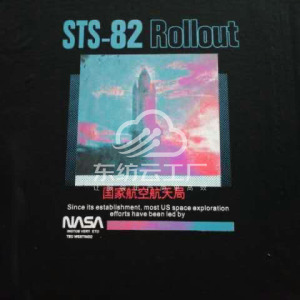 STS-82 Rollout
东纺云工厂
国家航空航天局
Since its establishment, most US space exploration
efforts have been led by
NASA